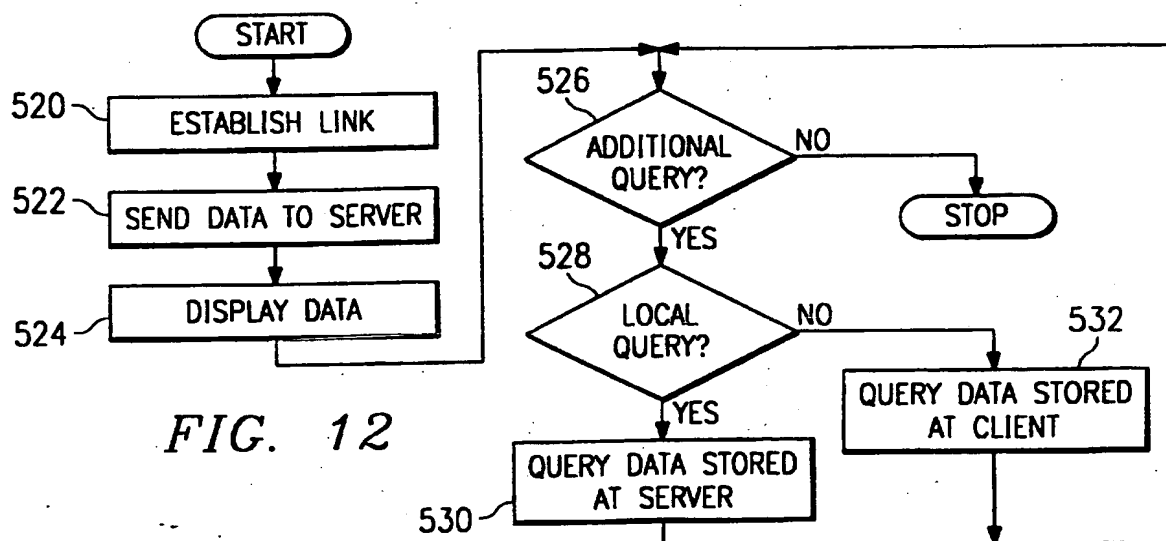 START
520
ESTABLISH LINK
522
SEND DATA TO SERVER
524
DISPLAY DATA
FIG. 12
526
ADDITIONAL
QUERY?
NO
STOP
YES
528
LOCAL
QUERY?
NO
532
QUERY DATA STORED
AT CLIENT
YES
QUERY DATA STORED
AT SERVER
530